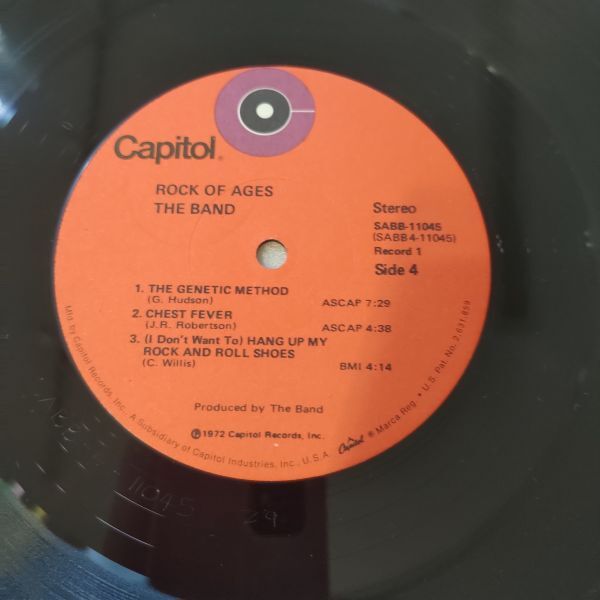 Capitol®
ROCK OF AGES
THE BAND
Stereo
SABB-11045
(SABB4-11045)
Record 1
Side 4
1. THE GENETIC METHOD
(G. Hudson) ASCAP 7:29
2. CHEST FEVER
(J.R. Robertson) ASCAP 4:38
3. (I Don't Want To) HANG UP MY
ROCK AND ROLL SHOES
(C. Willis) BMI 4:14
Produced by The Band
Ⓟ1972 Capitol Records, Inc.
Mfd. by Capitol Records, Inc., A Subsidiary of Capitol Industries, Inc., U.S.A. Capitol ® Marca Reg. • U.S. Pat. No. 2,631,859
11045